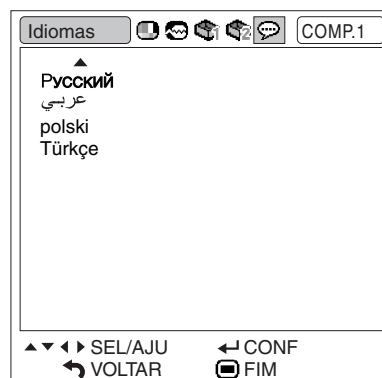 Idiomas COMP.1
Русский
عربي
polski
Türkçe
SEL/AJU CONF
VOLTAR FIM